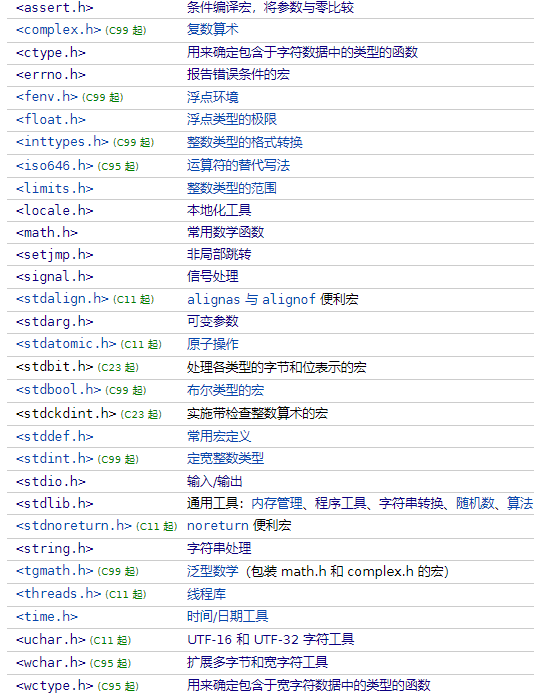 <assert.h> 条件编译宏，将参数与零比较
<complex.h> (C99 起) 复数算术
<ctype.h> 用来确定包含于字符数据中的类型的函数
<errno.h> 报告错误条件的宏
<fenv.h> (C99 起) 浮点环境
<float.h> 浮点类型的极限
<inttypes.h> (C99 起) 整数类型的格式转换
<iso646.h> (C95 起) 运算符的替代写法
<limits.h> 整数类型的范围
<locale.h> 本地化工具
<math.h> 常用数学函数
<setjmp.h> 非局部跳转
<signal.h> 信号处理
<stdalign.h> (C11 起) alignas 与 alignof 便利宏
<stdarg.h> 可变参数
<stdatomic.h> (C11 起) 原子操作
<stdbit.h> (C23 起) 处理各类型的字节和位表示的宏
<stdbool.h> (C99 起) 布尔类型的宏
<stdckdint.h> (C23 起) 实施带检查整数算术的宏
<stddef.h> 常用宏定义
<stdint.h> (C99 起) 定宽整数类型
<stdio.h> 输入/输出
<stdlib.h> 通用工具：内存管理、程序工具、字符串转换、随机数、算法
<stdnoreturn.h> (C11 起) noreturn 便利宏
<string.h> 字符串处理
<tgmath.h> (C99 起) 泛型数学（包装 math.h 和 complex.h 的宏）
<threads.h> (C11 起) 线程库
<time.h> 时间/日期工具
<uchar.h> (C11 起) UTF-16 和 UTF-32 字符工具
<wchar.h> (C95 起) 扩展多字节和宽字符工具
<wctype.h> (C95 起) 用来确定包含于宽字符数据中的类型的函数